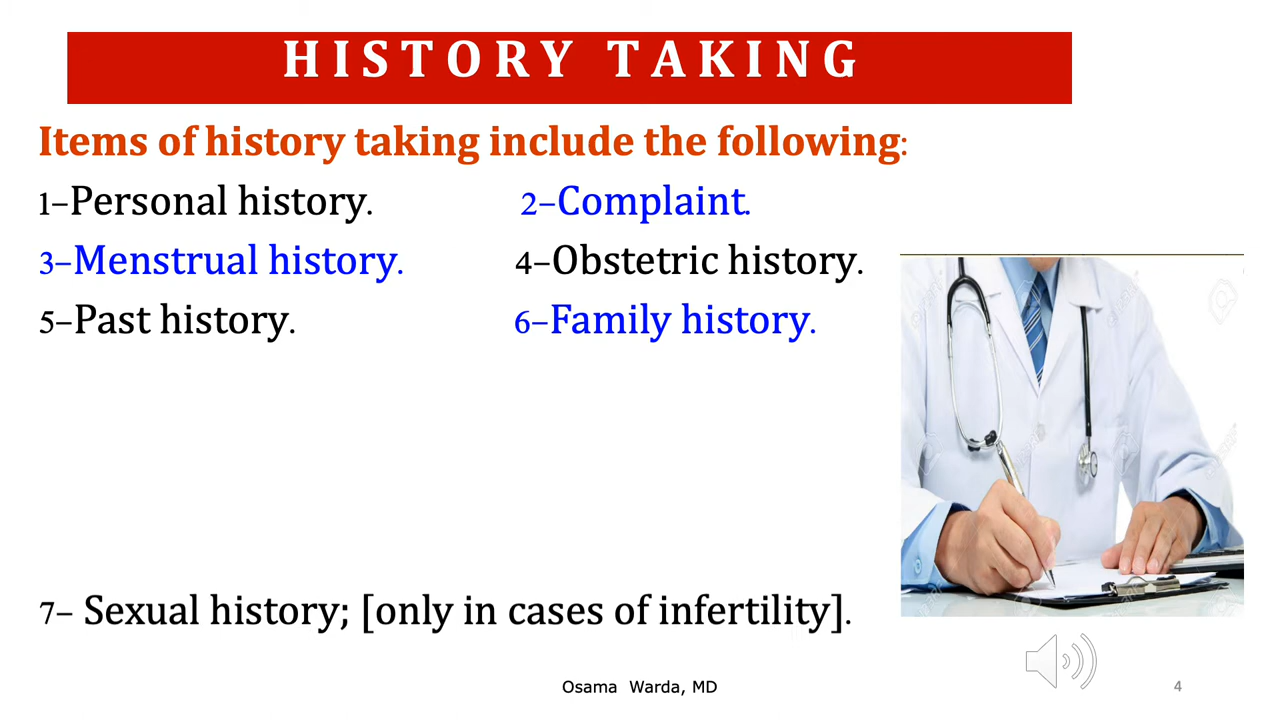 HISTORY TAKING
Items of history taking include the following:
1–Personal history. 2–Complaint.
3–Menstrual history. 4–Obstetric history.
5–Past history. 6–Family history.
7– Sexual history; [only in cases of infertility].
Osama Warda, MD 4